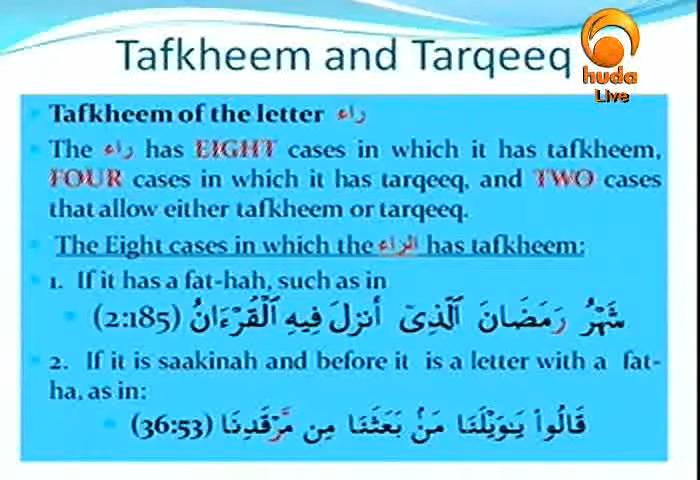 Tafkheem and Tarqeeq
huda
Live
Tafkheem of the letter راء
The راء has EIGHT cases in which it has tafkheem,
FOUR cases in which it has tarqeeq, and TWO cases
that allow either tafkheem or tarqeeq.
The Eight cases in which the الراء has tafkheem:
1. If it has a fat-hah, such as in
شَهْرُ رَمَضَانَ ٱلَّذِىٓ أُنزِلَ فِيهِ ٱلْقُرْءَانُ (2:185)
2. If it is saakinah and before it is a letter with a fat-
ha, as in:
قَالُوا۟ يَـٰوَيْلَنَا مَنۢ بَعَثَنَا مِن مَّرْقَدِنَا (36:53)